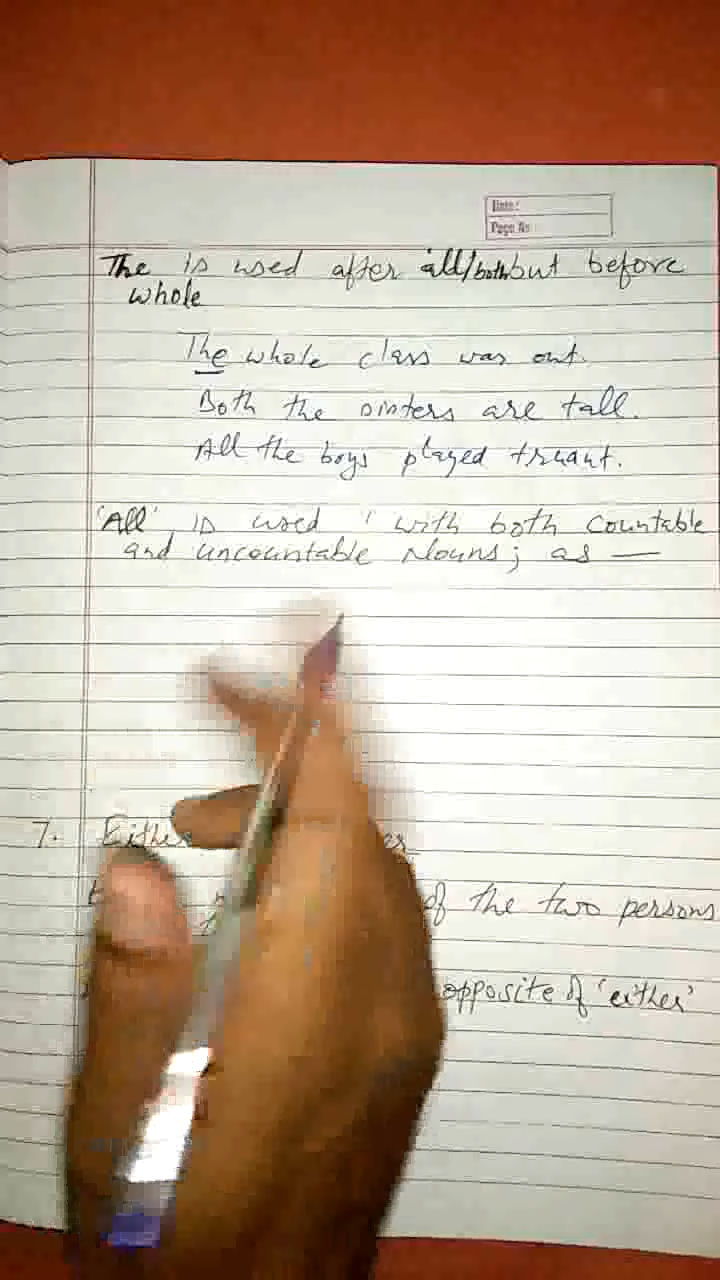 Date:
Page No
The is used after all/both but before
whole
The whole class was out.
Both the sisters are tall.
All the boys played truant.
'All' is used with both countable
and uncountable Nouns; as —
7. Either
of the two persons
opposite of 'either'